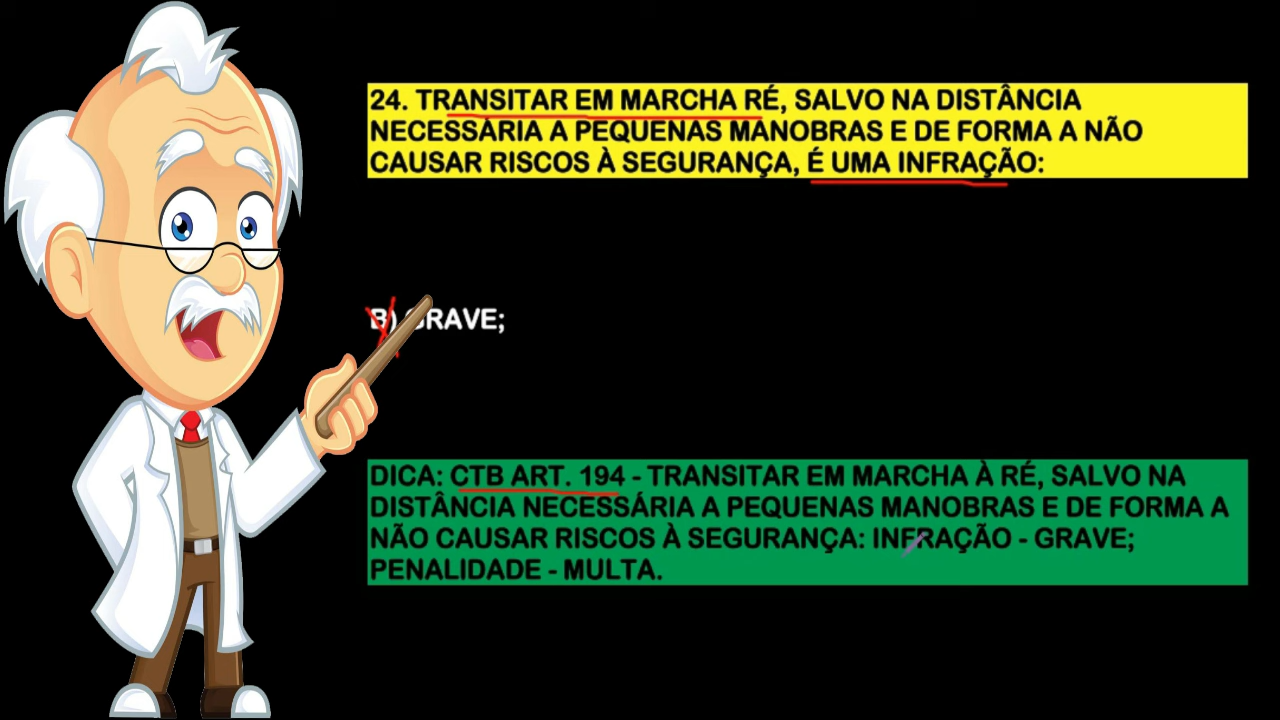 24. TRANSITAR EM MARCHA RÉ, SALVO NA DISTÂNCIA
NECESSÁRIA A PEQUENAS MANOBRAS E DE FORMA A NÃO
CAUSAR RISCOS À SEGURANÇA, É UMA INFRAÇÃO:
B) GRAVE;
DICA: CTB ART. 194 - TRANSITAR EM MARCHA À RÉ, SALVO NA
DISTÂNCIA NECESSÁRIA A PEQUENAS MANOBRAS E DE FORMA A
NÃO CAUSAR RISCOS À SEGURANÇA: INFRAÇÃO - GRAVE;
PENALIDADE - MULTA.